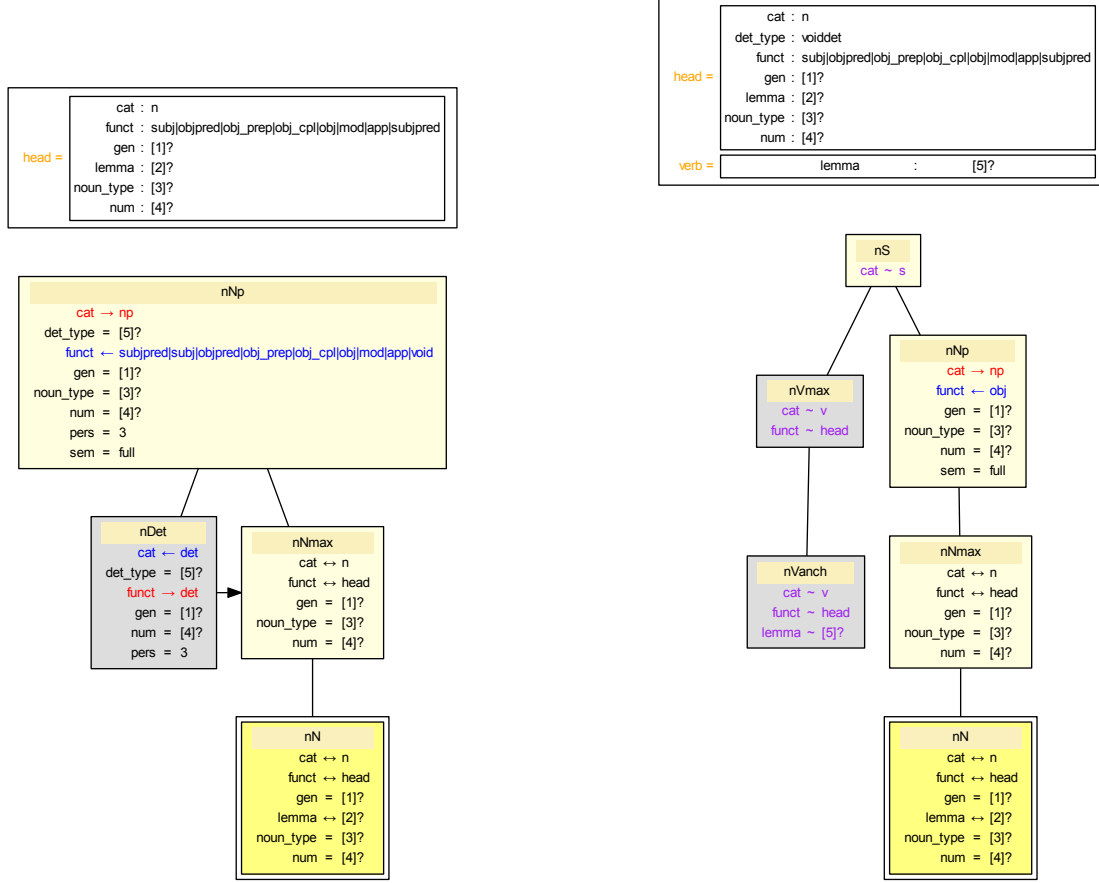 head =
cat : n
funct : subj|objpred|obj_prep|obj_cpl|obj|mod|app|subjpred
gen : [1]?
lemma : [2]?
noun_type : [3]?
num : [4]?
nNp
cat → np
det_type = [5]?
funct ← subjpred|subj|objpred|obj_prep|obj_cpl|obj|mod|app|void
gen = [1]?
noun_type = [3]?
num = [4]?
pers = 3
sem = full
nDet
cat ← det
det_type = [5]?
funct → det
gen = [1]?
num = [4]?
pers = 3
nNmax
cat ↔ n
funct ↔ head
gen = [1]?
noun_type = [3]?
num = [4]?
nN
cat ↔ n
funct ↔ head
gen = [1]?
lemma ↔ [2]?
noun_type = [3]?
num = [4]?
head =
cat : n
det_type : voiddet
funct : subj|objpred|obj_prep|obj_cpl|obj|mod|app|subjpred
gen : [1]?
lemma : [2]?
noun_type : [3]?
num : [4]?
verb =
lemma : [5]?
nS
cat ~ s
nVmax
cat ~ v
funct ~ head
nVanch
cat ~ v
funct ~ head
lemma ~ [5]?
nNp
cat → np
funct ← obj
gen = [1]?
noun_type = [3]?
num = [4]?
sem = full
nNmax
cat ↔ n
funct ↔ head
gen = [1]?
noun_type = [3]?
num = [4]?
nN
cat ↔ n
funct ↔ head
gen = [1]?
lemma ↔ [2]?
noun_type = [3]?
num = [4]?